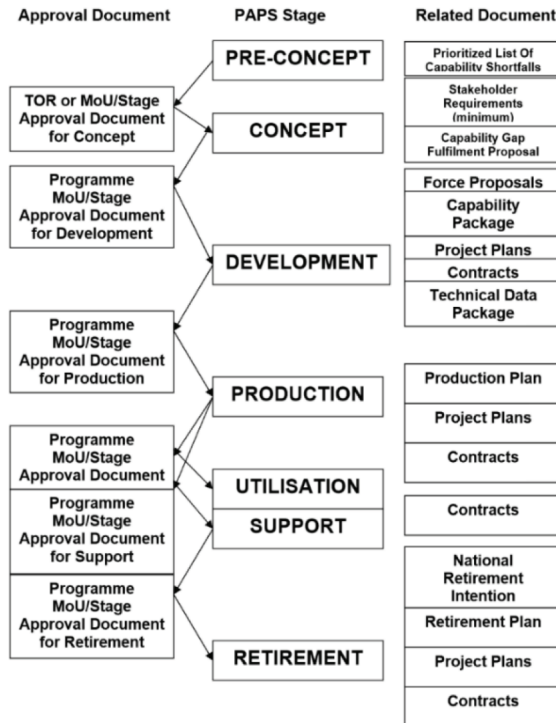 Approval Document
PAPS Stage
Related Document
PRE-CONCEPT
Prioritized List Of
Capability Shortfalls
TOR or MoU/Stage
Approval Document
for Concept
CONCEPT
Stakeholder
Requirements
(minimum)
Capability Gap
Fulfilment Proposal
Programme
MoU/Stage
Approval Document
for Development
DEVELOPMENT
Force Proposals
Capability
Package
Project Plans
Contracts
Technical Data
Package
Programme
MoU/Stage
Approval Document
for Production
PRODUCTION
Production Plan
Project Plans
Contracts
Programme
MoU/Stage
Approval Document
UTILISATION
Programme
MoU/Stage
Approval Document
for Support
SUPPORT
Contracts
National
Retirement
Intention
Programme
MoU/Stage
Approval Document
for Retirement
RETIREMENT
Retirement Plan
Project Plans
Contracts